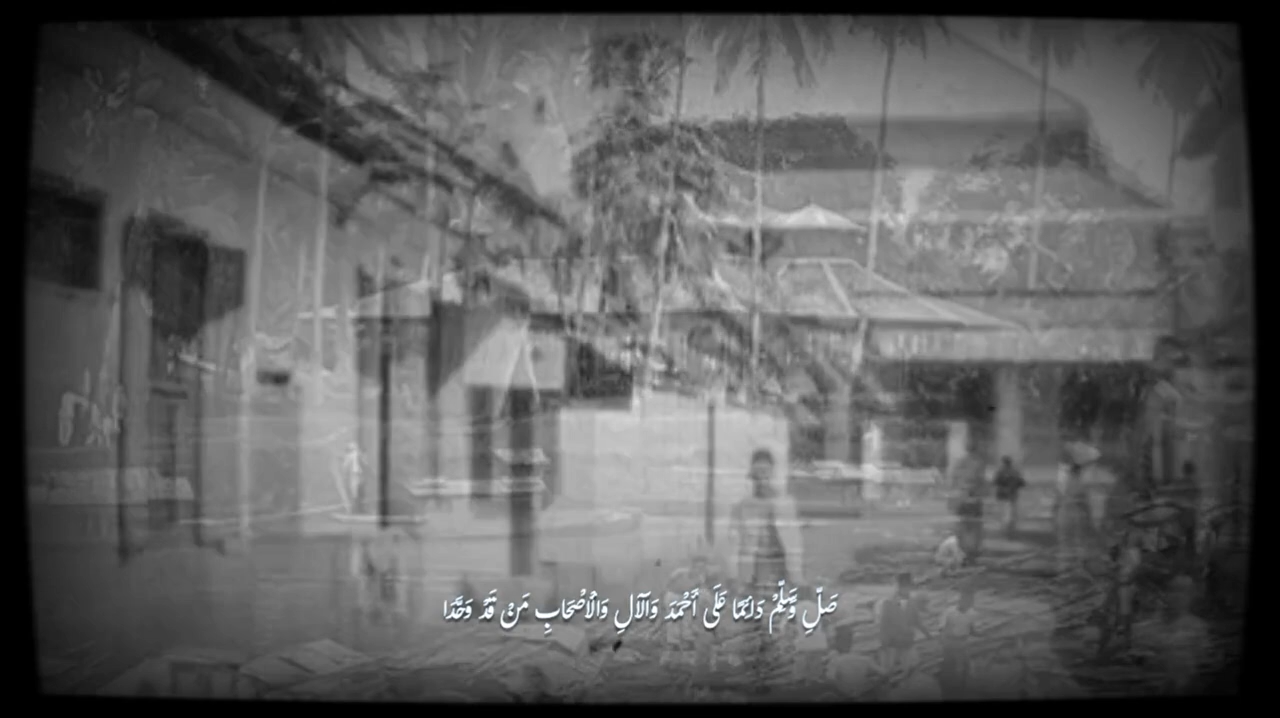 صَلِّ وَسَلِّمْ دَائِمًا عَلَى أَحْمَدَ وَالْآلِ وَالْأَصْحَابِ مَنْ قَدْ وَحَّدَا